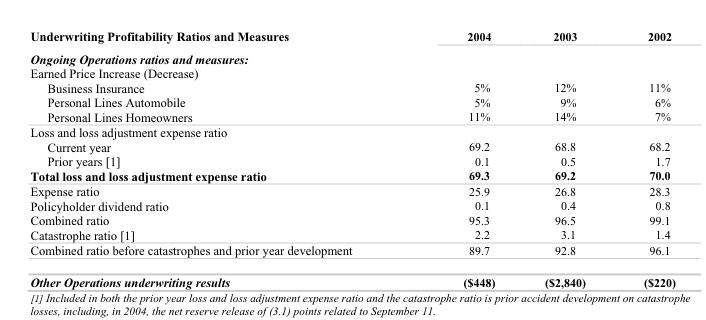 Underwriting Profitability Ratios and Measures 2004 2003 2002
Ongoing Operations ratios and measures:
Earned Price Increase (Decrease)
Business Insurance 5% 12% 11%
Personal Lines Automobile 5% 9% 6%
Personal Lines Homeowners 11% 14% 7%
Loss and loss adjustment expense ratio
Current year 69.2 68.8 68.2
Prior years [1] 0.1 0.5 1.7
Total loss and loss adjustment expense ratio 69.3 69.2 70.0
Expense ratio 25.9 26.8 28.3
Policyholder dividend ratio 0.1 0.4 0.8
Combined ratio 95.3 96.5 99.1
Catastrophe ratio [1] 2.2 3.1 1.4
Combined ratio before catastrophes and prior year development 89.7 92.8 96.1
Other Operations underwriting results ($448) ($2,840) ($220)
[1] Included in both the prior year loss and loss adjustment expense ratio and the catastrophe ratio is prior accident development on catastrophe
losses, including, in 2004, the net reserve release of (3.1) points related to September 11.